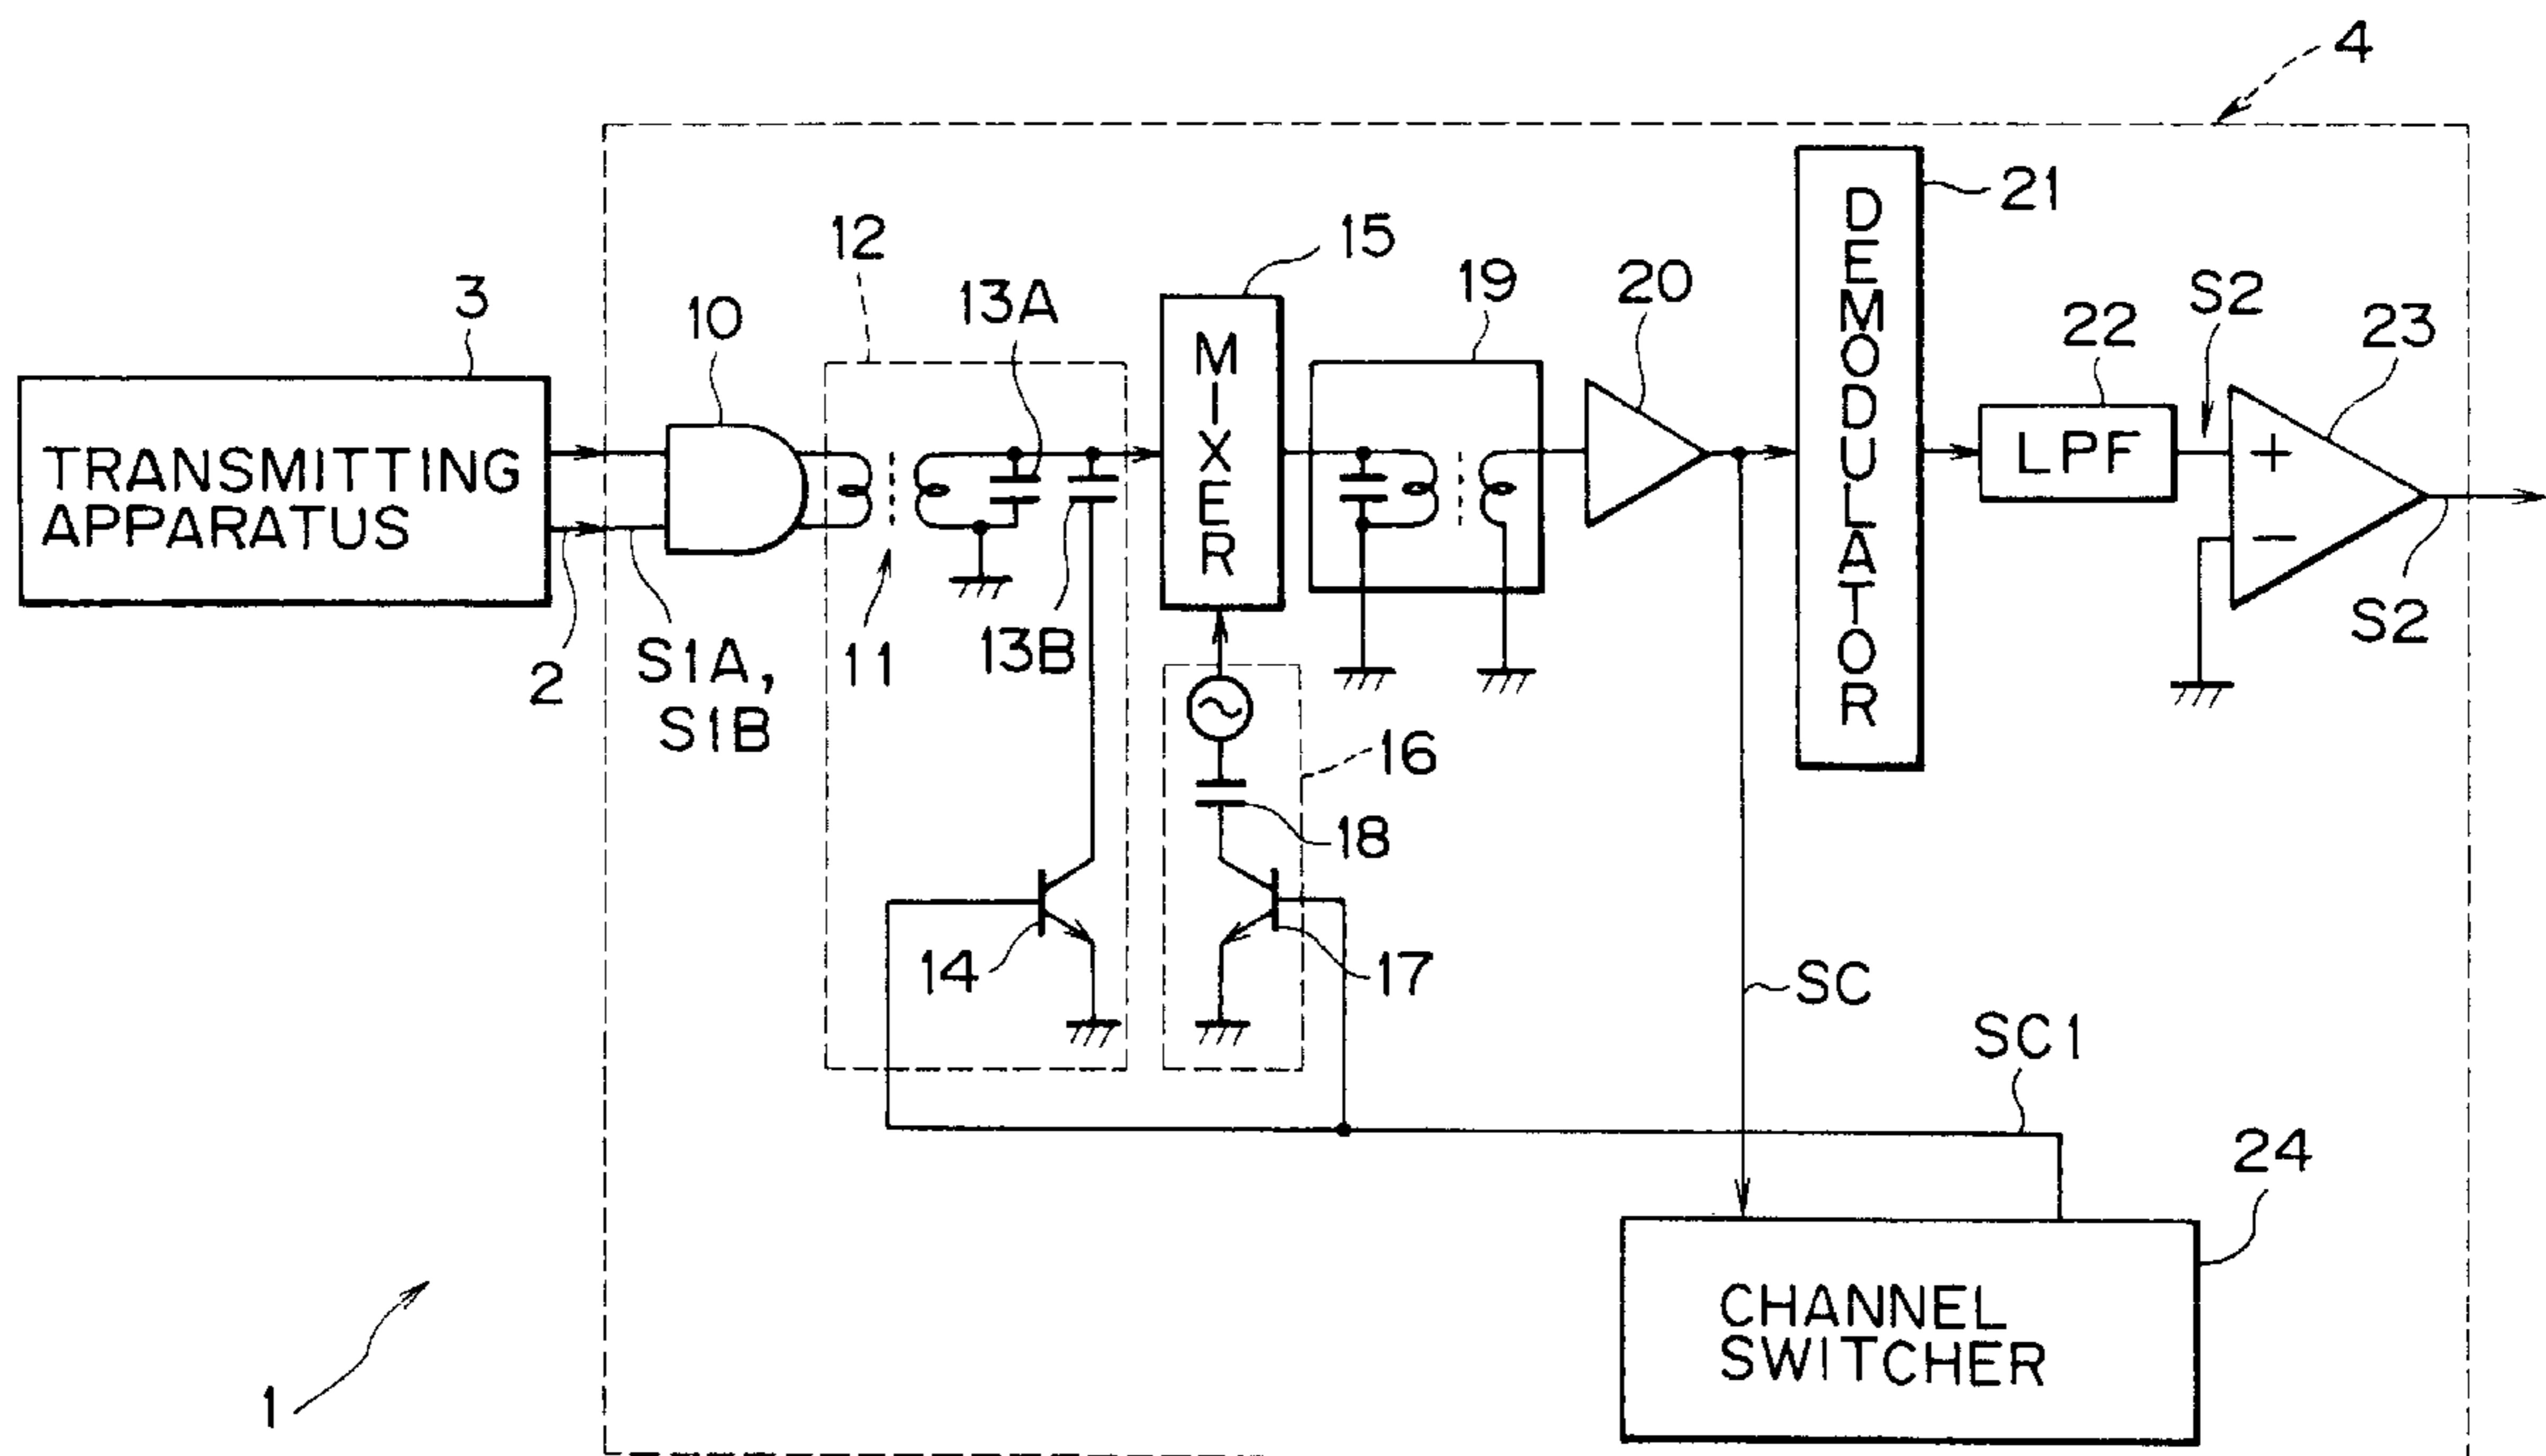 4
21
12
15
19
20
13A
S2
22
23
3
10
DEMODULATOR
MIXER
TRANSMITTING
APPARATUS
LPF
+
−
2
S1A,
S1B
11
13B
S2
16
18
14
17
SC
SC1
24
CHANNEL
SWITCHER
1